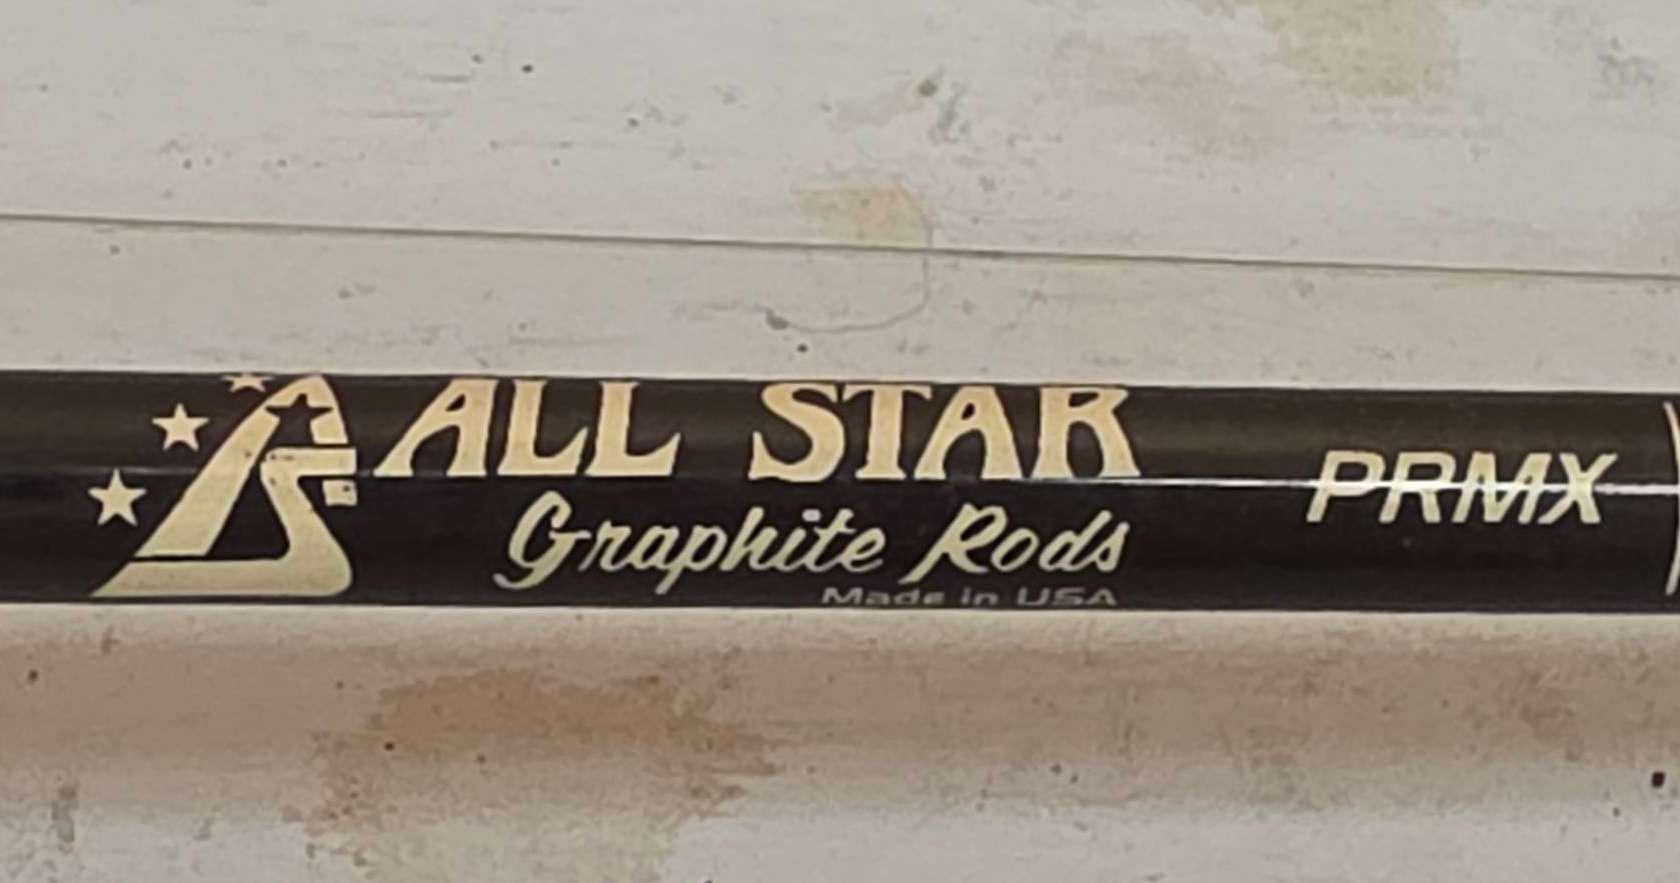 ALL STAR
Graphite Rods
Made in USA
PRMX